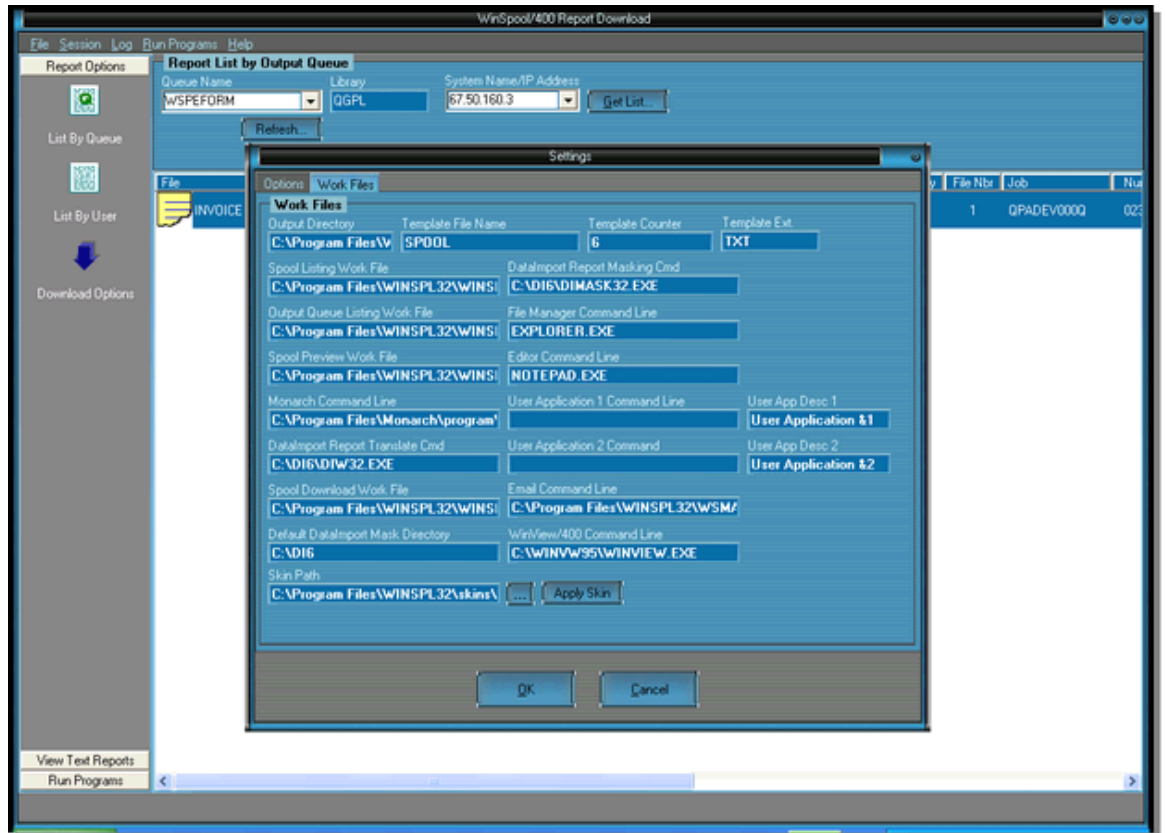 WinSpool/400 Report Download
File Session Log Run Programs Help
Report Options
Report List by Output Queue
Queue Name Library System Name/IP Address
WSPEFORM QGPL 67.50.160.3 Get List...
Refresh...
List By Queue
List By User
Download Options
View Text Reports
Run Programs
File y File Nbr Job Nu
INVOICE 1 QPADEV000Q 023
Settings
Options Work Files
Work Files
Output Directory Template File Name Template Counter Template Ext.
C:\Program Files\W SPOOL 6 TXT
Spool Listing Work File DataImport Report Masking Cmd
C:\Program Files\WINSPL32\WINS C:\DI6\DIMASK32.EXE
Output Queue Listing Work File File Manager Command Line
C:\Program Files\WINSPL32\WINS EXPLORER.EXE
Spool Preview Work File Editor Command Line
C:\Program Files\WINSPL32\WINS NOTEPAD.EXE
Monarch Command Line User Application 1 Command Line User App Desc 1
C:\Program Files\Monarch\program\ User Application &1
DataImport Report Translate Cmd User Application 2 Command User App Desc 2
C:\DI6\DIW32.EXE User Application &2
Spool Download Work File Email Command Line
C:\Program Files\WINSPL32\WINS C:\Program Files\WINSPL32\WSMA
Default DataImport Mask Directory WinView/400 Command Line
C:\DI6 C:\WINVW95\WINVIEW.EXE
Skin Path
C:\Program Files\WINSPL32\skins\ ... Apply Skin
OK Cancel